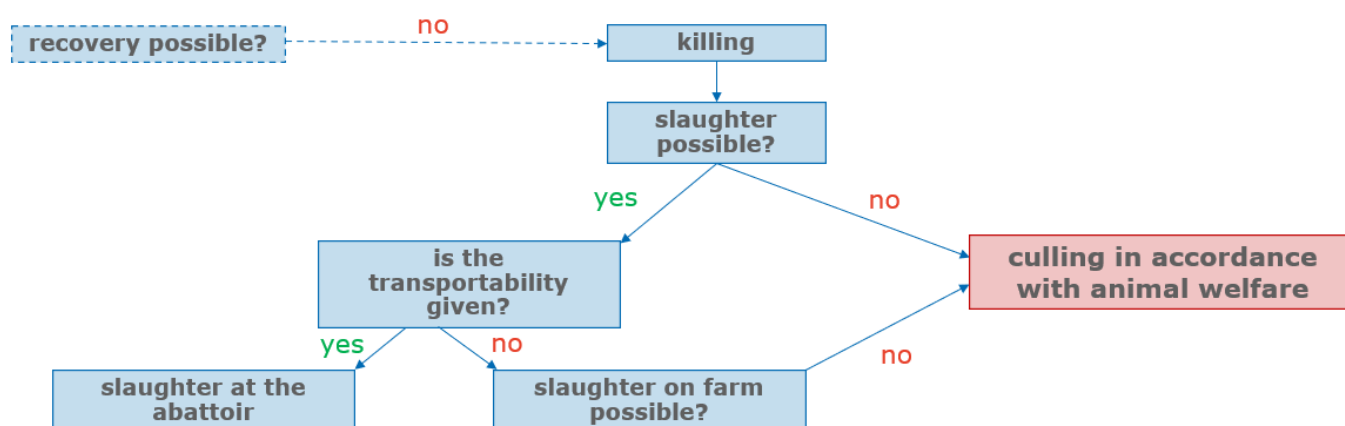 recovery possible?
no
killing
slaughter
possible?
yes
no
is the
transportability
given?
culling in accordance
with animal welfare
yes
no
no
slaughter at the
abattoir
slaughter on farm
possible?